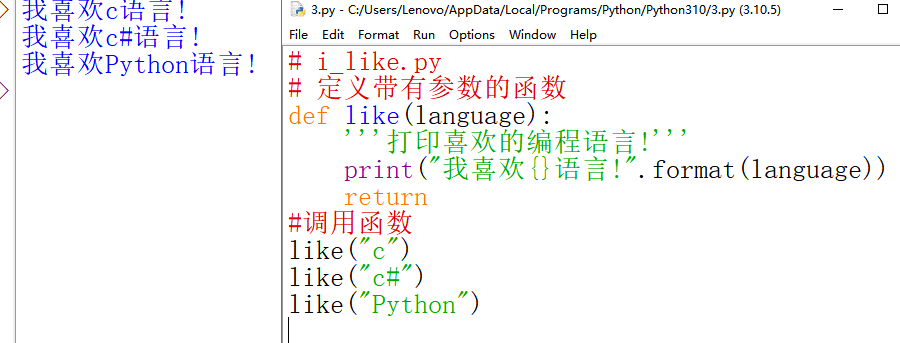 我喜欢c语言!
我喜欢c#语言!
我喜欢Python语言!
3.py - C:/Users/Lenovo/AppData/Local/Programs/Python/Python310/3.py (3.10.5)
File Edit Format Run Options Window Help
# i_like.py
# 定义带有参数的函数
def like(language):
    '''打印喜欢的编程语言!'''
    print("我喜欢{}语言!".format(language))
    return
#调用函数
like("c")
like("c#")
like("Python")